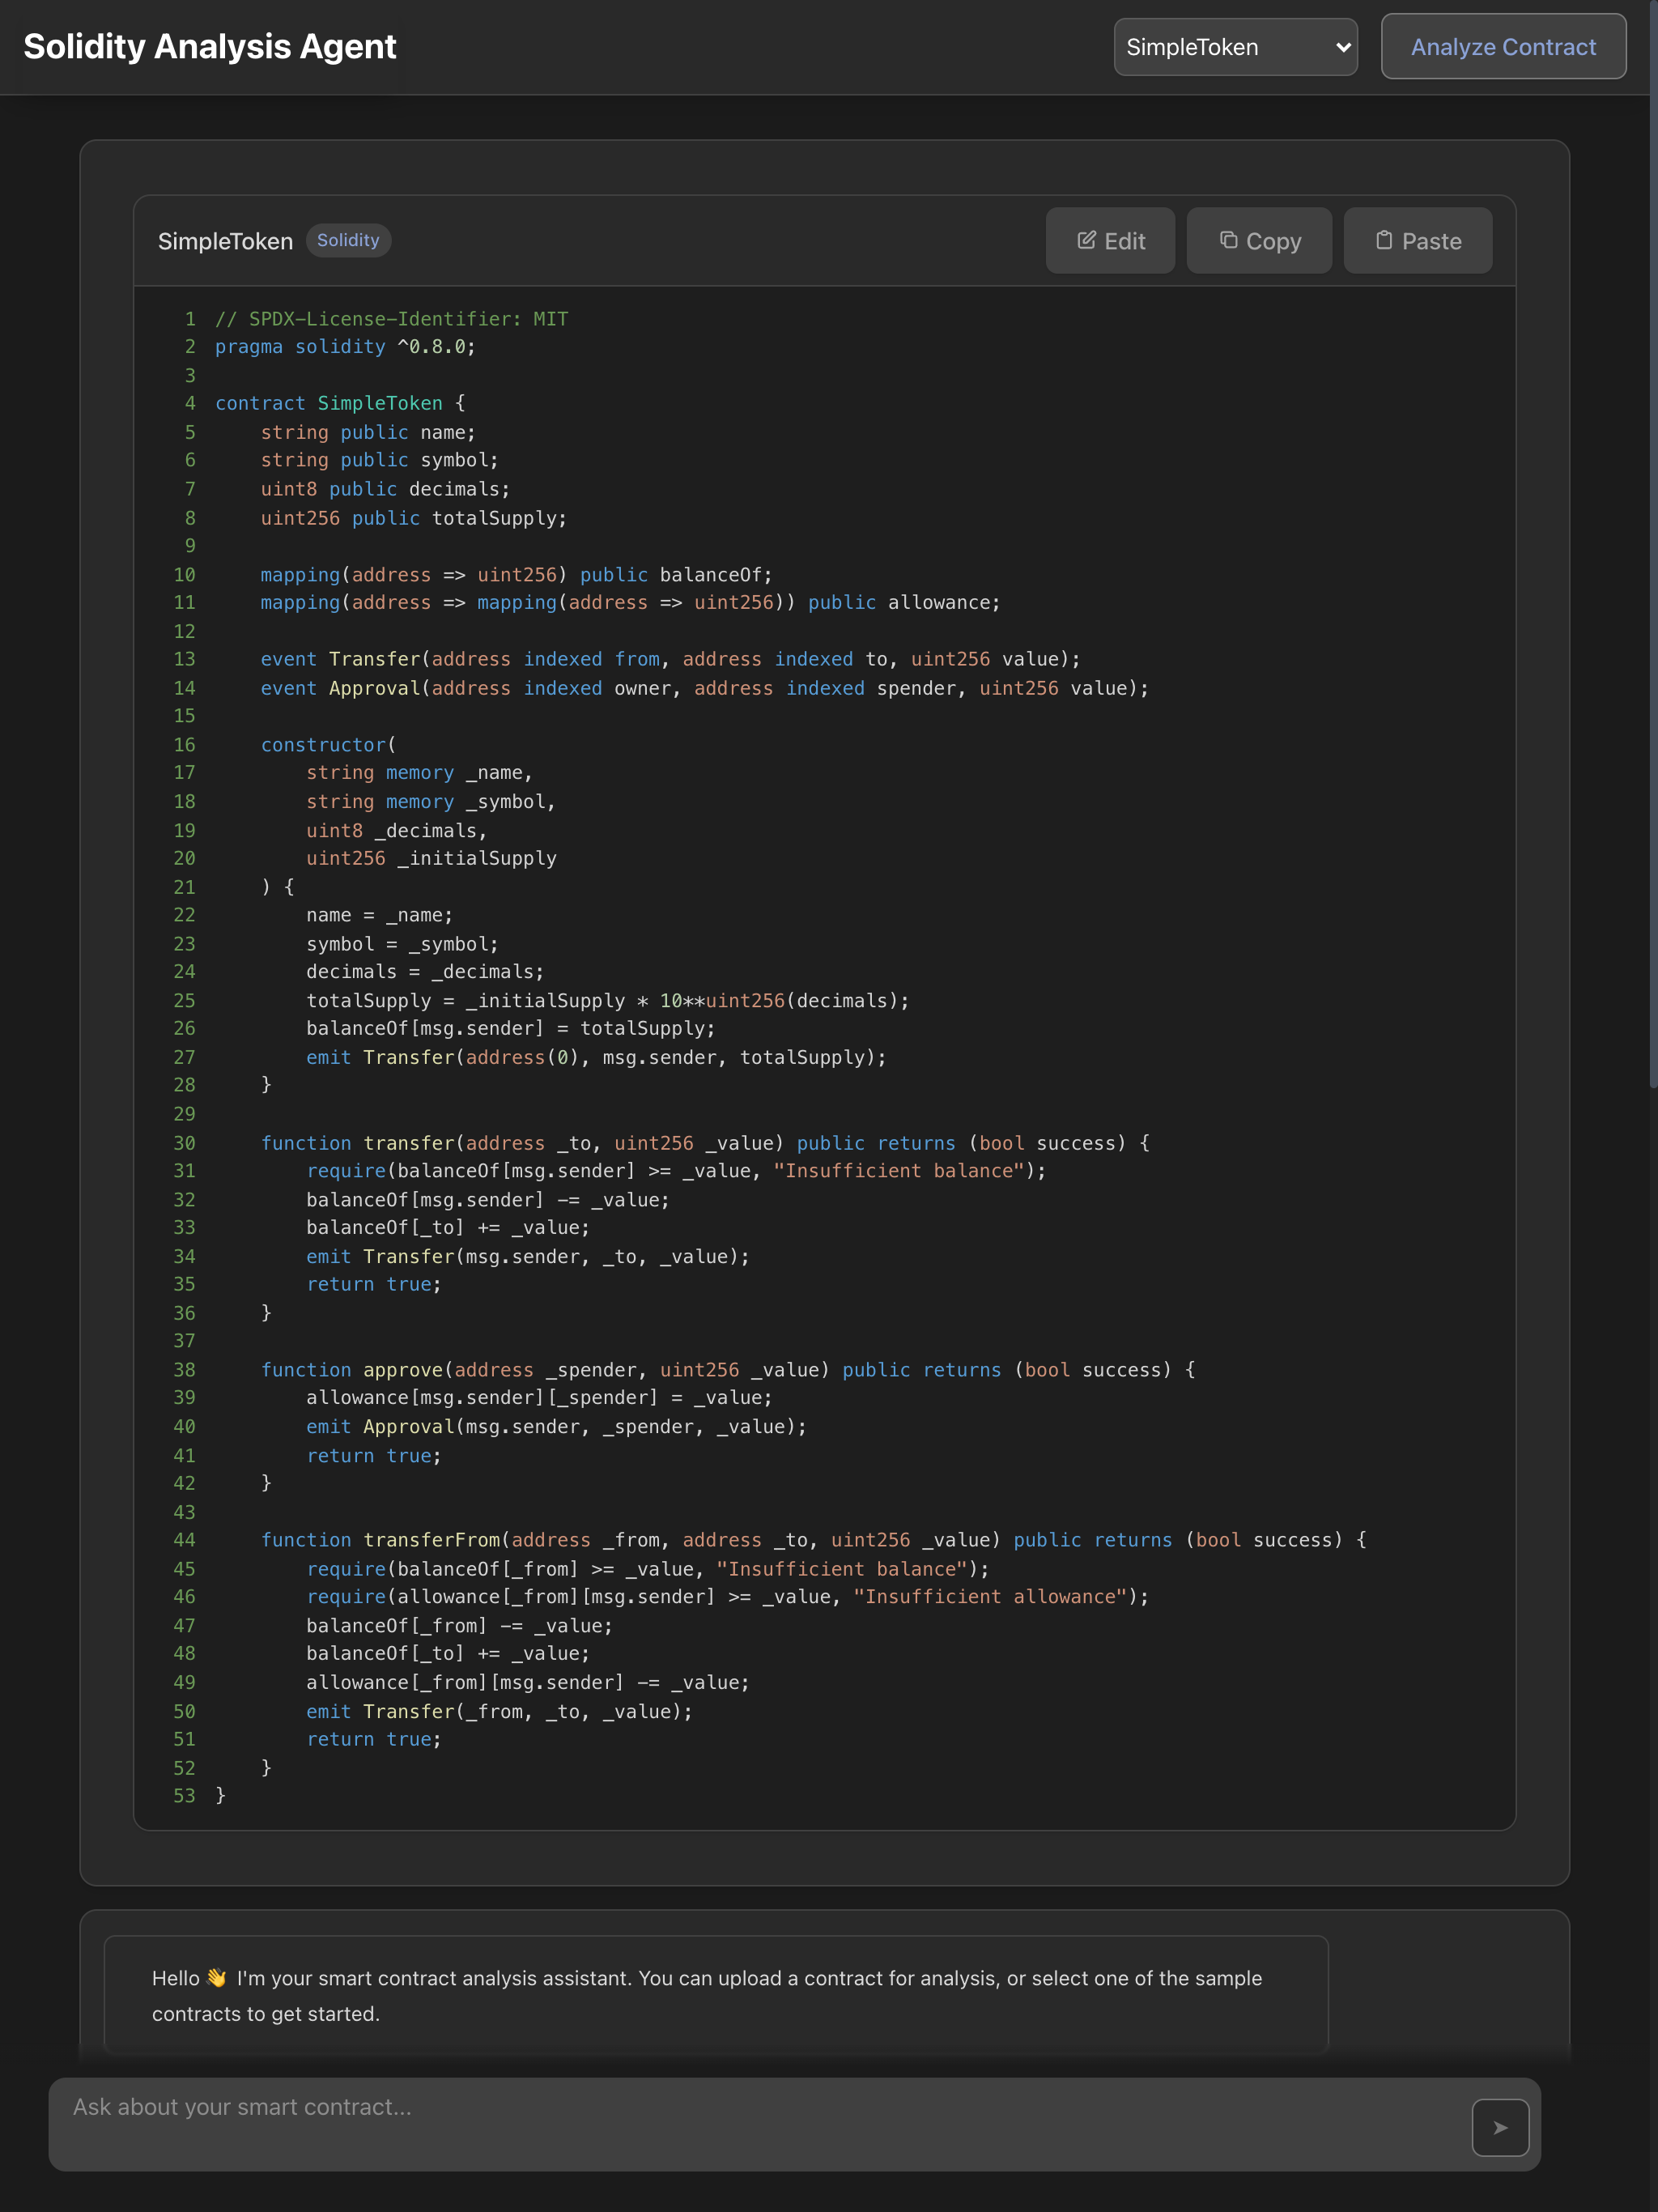 Solidity Analysis Agent
SimpleToken
Analyze Contract
SimpleToken Solidity
Edit
Copy
Paste
1 // SPDX-License-Identifier: MIT
2 pragma solidity ^0.8.0;
3
4 contract SimpleToken {
5     string public name;
6     string public symbol;
7     uint8 public decimals;
8     uint256 public totalSupply;
9
10     mapping(address => uint256) public balanceOf;
11     mapping(address => mapping(address => uint256)) public allowance;
12
13     event Transfer(address indexed from, address indexed to, uint256 value);
14     event Approval(address indexed owner, address indexed spender, uint256 value);
15
16     constructor(
17         string memory _name,
18         string memory _symbol,
19         uint8 _decimals,
20         uint256 _initialSupply
21     ) {
22         name = _name;
23         symbol = _symbol;
24         decimals = _decimals;
25         totalSupply = _initialSupply * 10**uint256(decimals);
26         balanceOf[msg.sender] = totalSupply;
27         emit Transfer(address(0), msg.sender, totalSupply);
28     }
29
30     function transfer(address _to, uint256 _value) public returns (bool success) {
31         require(balanceOf[msg.sender] >= _value, "Insufficient balance");
32         balanceOf[msg.sender] -= _value;
33         balanceOf[_to] += _value;
34         emit Transfer(msg.sender, _to, _value);
35         return true;
36     }
37
38     function approve(address _spender, uint256 _value) public returns (bool success) {
39         allowance[msg.sender][_spender] = _value;
40         emit Approval(msg.sender, _spender, _value);
41         return true;
42     }
43
44     function transferFrom(address _from, address _to, uint256 _value) public returns (bool success) {
45         require(balanceOf[_from] >= _value, "Insufficient balance");
46         require(allowance[_from][msg.sender] >= _value, "Insufficient allowance");
47         balanceOf[_from] -= _value;
48         balanceOf[_to] += _value;
49         allowance[_from][msg.sender] -= _value;
50         emit Transfer(_from, _to, _value);
51         return true;
52     }
53 }
Hello 👋 I'm your smart contract analysis assistant. You can upload a contract for analysis, or select one of the sample
contracts to get started.
Ask about your smart contract...